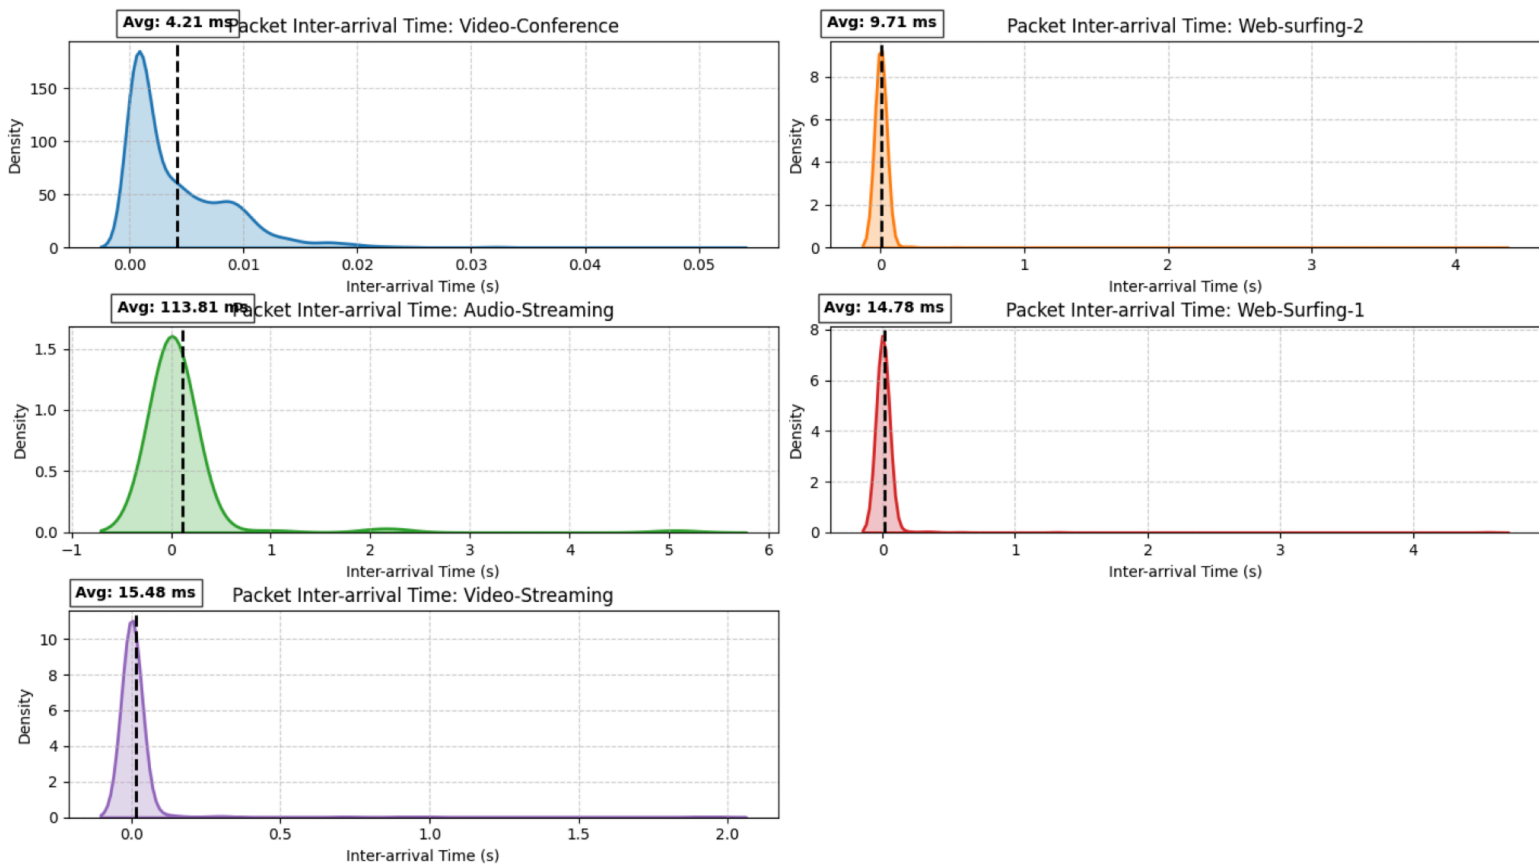 Avg: 4.21 ms
Packet Inter-arrival Time: Video-Conference
Density
150
100
50
0
0.00 0.01 0.02 0.03 0.04 0.05
Inter-arrival Time (s)
Avg: 9.71 ms
Packet Inter-arrival Time: Web-surfing-2
Density
8
6
4
2
0
0 1 2 3 4
Inter-arrival Time (s)
Avg: 113.81 ms
Packet Inter-arrival Time: Audio-Streaming
Density
1.5
1.0
0.5
0.0
−1 0 1 2 3 4 5 6
Inter-arrival Time (s)
Avg: 14.78 ms
Packet Inter-arrival Time: Web-Surfing-1
Density
8
6
4
2
0
0 1 2 3 4
Inter-arrival Time (s)
Avg: 15.48 ms
Packet Inter-arrival Time: Video-Streaming
Density
10
8
6
4
2
0
0.0 0.5 1.0 1.5 2.0
Inter-arrival Time (s)